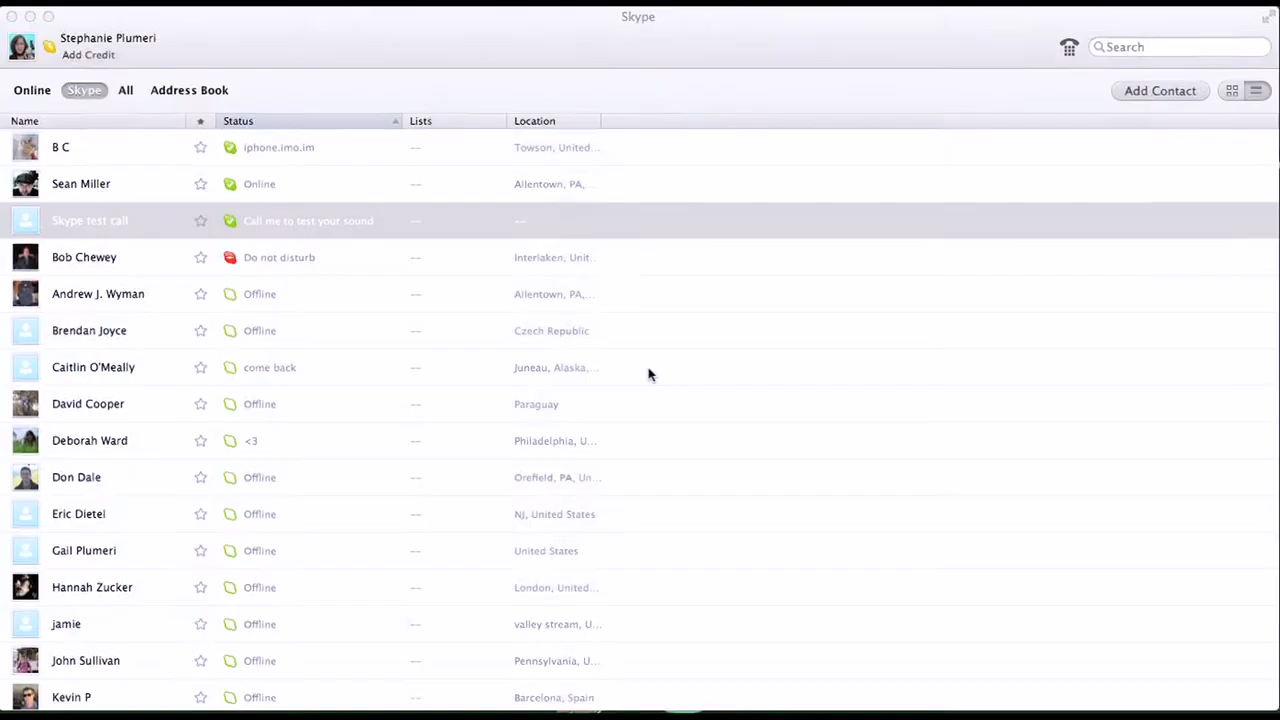 Skype
Stephanie Plumeri
Add Credit
Search
Online Skype All Address Book Add Contact
Name Status Lists Location
B C iphone.imo.im -- Towson, United...
Sean Miller Online -- Allentown, PA,...
Skype test call Call me to test your sound -- --
Bob Chewey Do not disturb -- Interlaken, Unit...
Andrew J. Wyman Offline -- Allentown, PA,...
Brendan Joyce Offline -- Czech Republic
Caitlin O'Meally come back -- Juneau, Alaska,...
David Cooper Offline -- Paraguay
Deborah Ward <3 -- Philadelphia, U...
Don Dale Offline -- Orefield, PA, Un...
Eric Dietel Offline -- NJ, United States
Gail Plumeri Offline -- United States
Hannah Zucker Offline -- London, United...
jamie Offline -- valley stream, U...
John Sullivan Offline -- Pennsylvania, U...
Kevin P Offline -- Barcelona, Spain